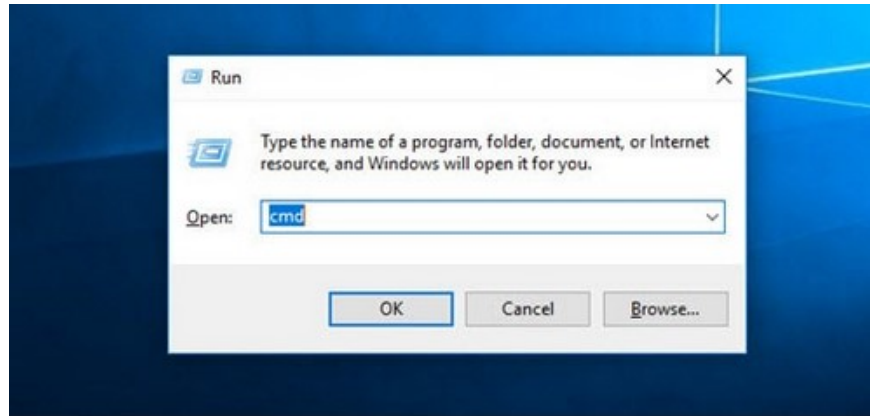 Run
Type the name of a program, folder, document, or Internet
resource, and Windows will open it for you.
Open: cmd
OK Cancel Browse...